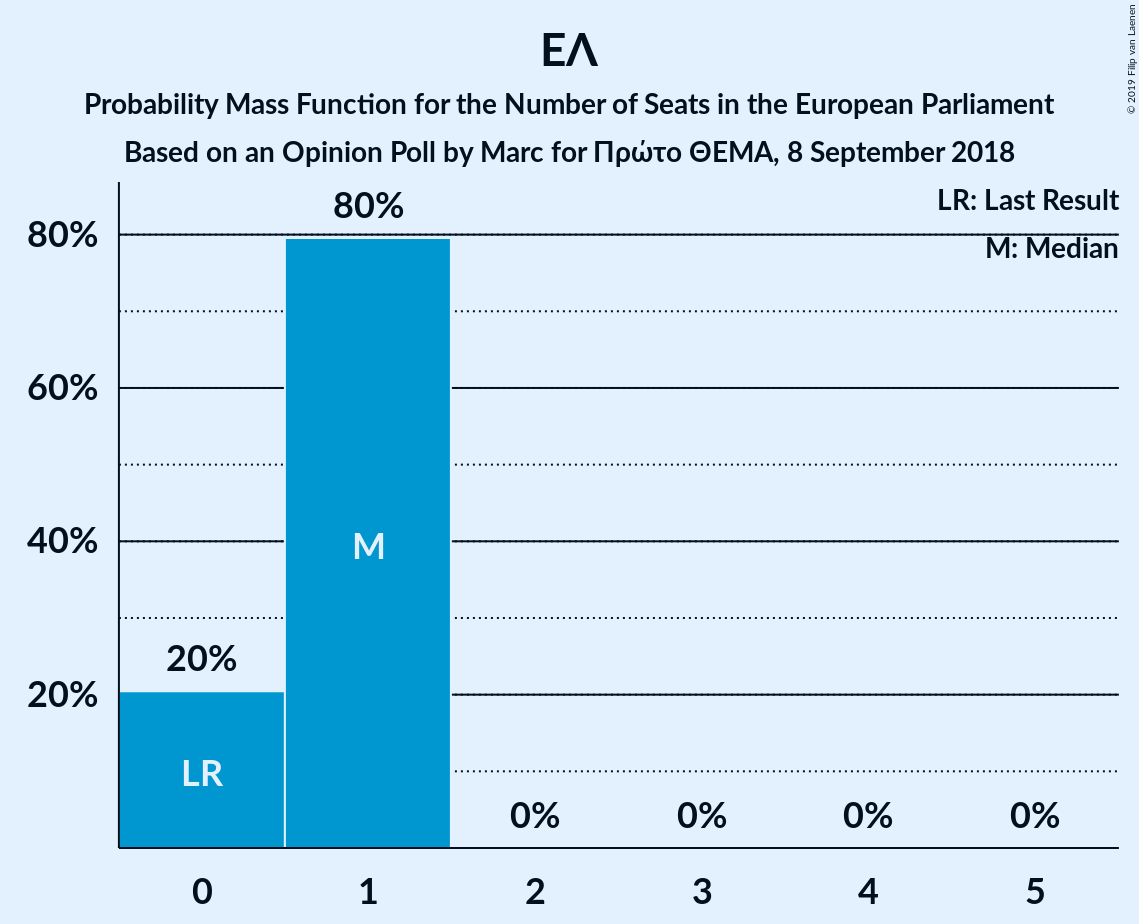 ΕΛ
Probability Mass Function for the Number of Seats in the European Parliament
Based on an Opinion Poll by Marc for Πρώτο ΘΕΜΑ, 8 September 2018
© 2019 Filip van Laenen
LR: Last Result
M: Median
80%
60%
40%
20%
20%
80%
0%
0%
0%
0%
LR
M
0
1
2
3
4
5